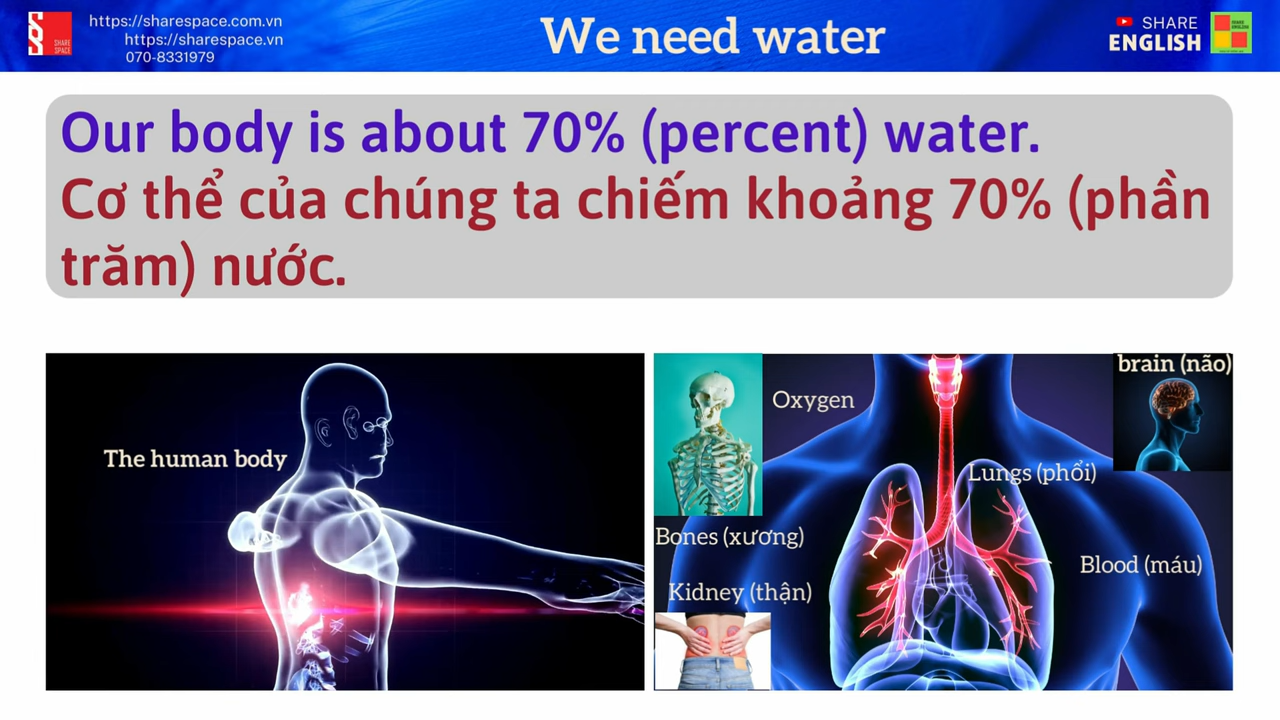 https://sharespace.com.vn
https://sharespace.vn
070-8331979
SHARE
SPACE
We need water
SHARE
ENGLISH
Our body is about 70% (percent) water.
Cơ thể của chúng ta chiếm khoảng 70% (phần
trăm) nước.
The human body
Oxygen
brain (não)
Lungs (phổi)
Bones (xương)
Blood (máu)
Kidney (thận)